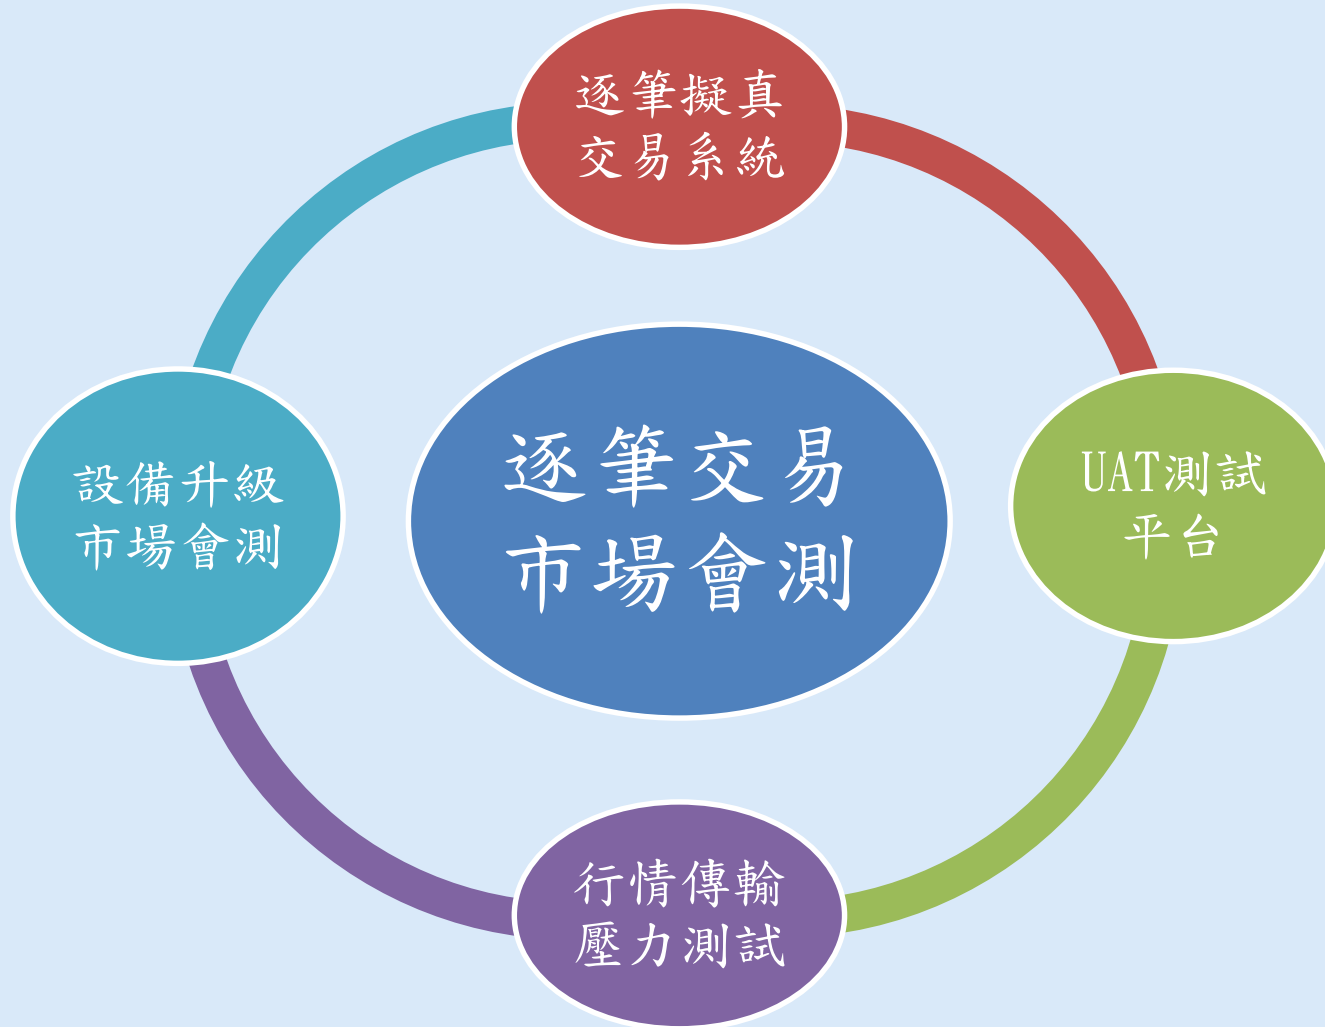 逐筆擬真
交易系統
逐筆交易
市場會測
設備升級
市場會測
UAT測試
平台
行情傳輸
壓力測試